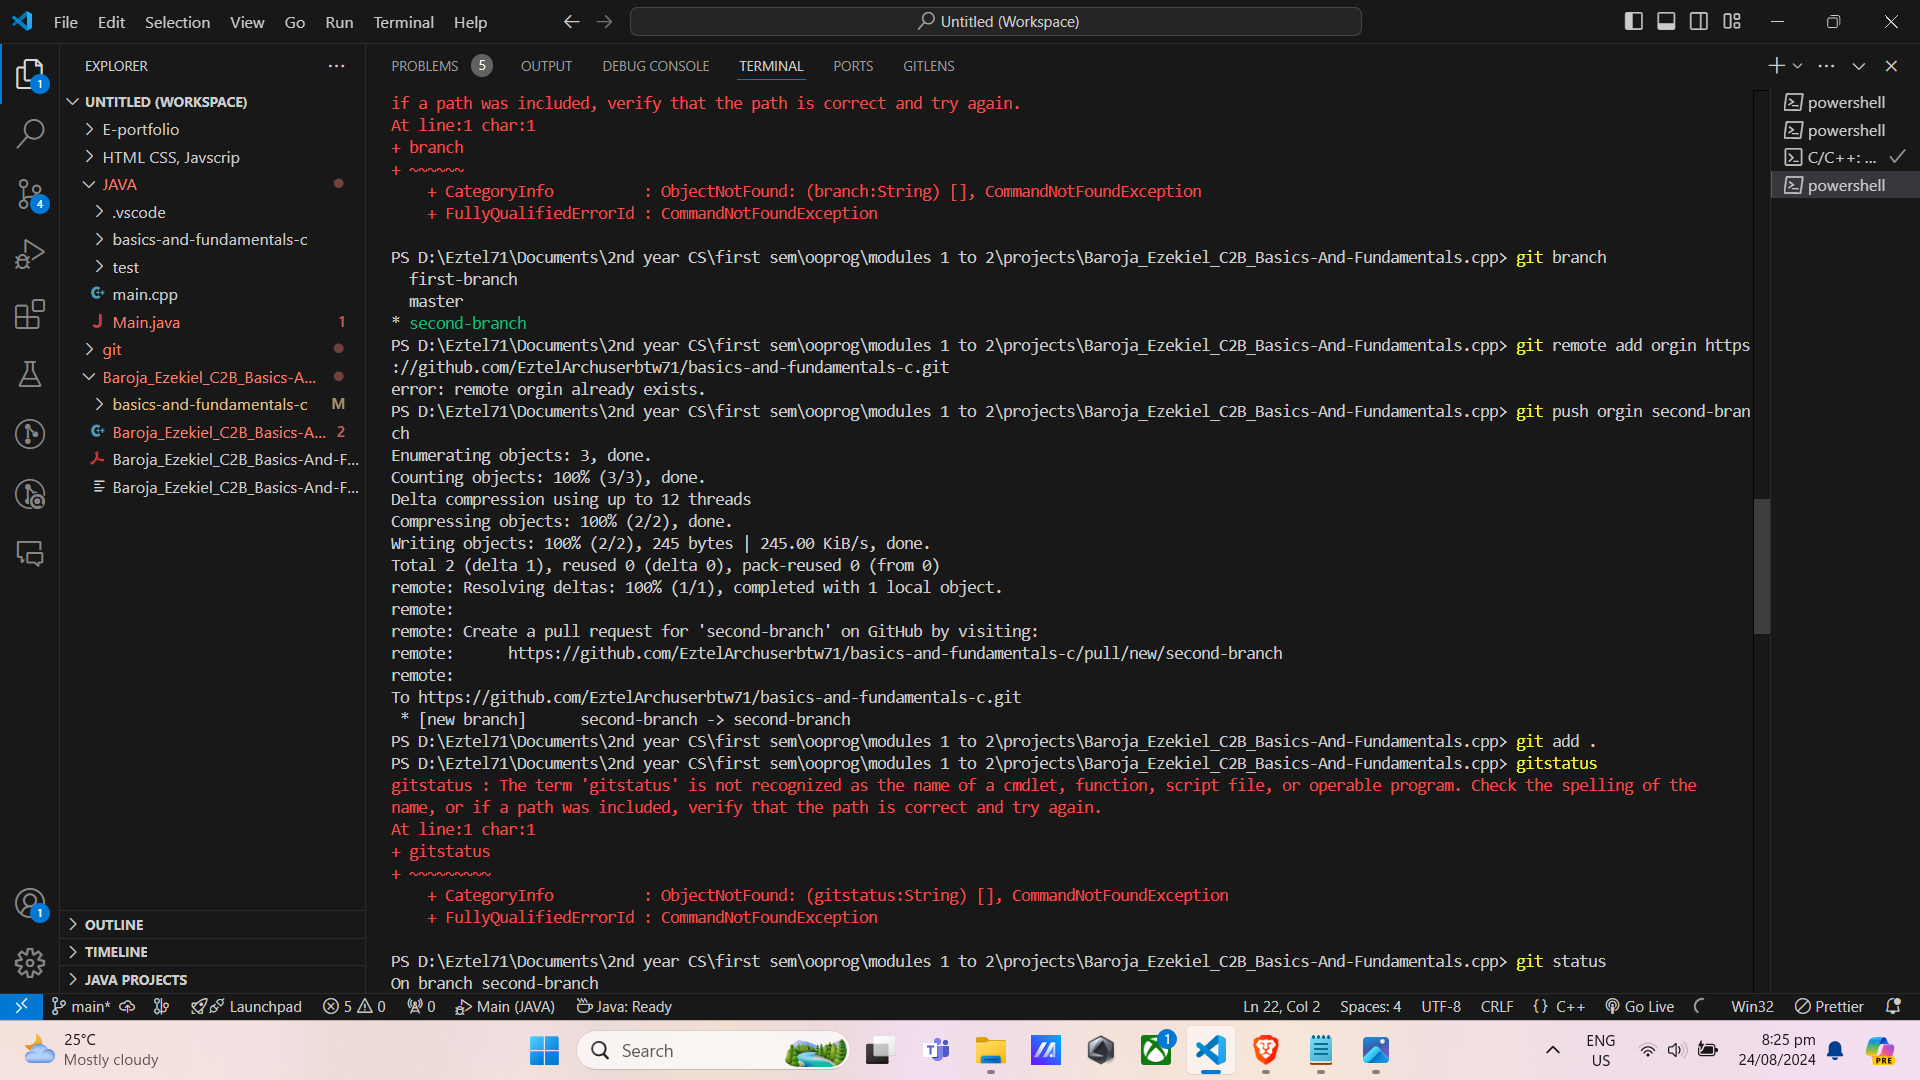 File Edit Selection View Go Run Terminal Help
Untitled (Workspace)
EXPLORER
UNTITLED (WORKSPACE)
E-portfolio
HTML CSS, Javscrip
JAVA
.vscode
basics-and-fundamentals-c
test
main.cpp
Main.java 1
git
Baroja_Ezekiel_C2B_Basics-A...
basics-and-fundamentals-c M
Baroja_Ezekiel_C2B_Basics-A... 2
Baroja_Ezekiel_C2B_Basics-And-F...
Baroja_Ezekiel_C2B_Basics-And-F...
OUTLINE
TIMELINE
JAVA PROJECTS
1
4
1
PROBLEMS 5 OUTPUT DEBUG CONSOLE TERMINAL PORTS GITLENS
if a path was included, verify that the path is correct and try again.
At line:1 char:1
+ branch
+ ~~~~~~
+ CategoryInfo : ObjectNotFound: (branch:String) [], CommandNotFoundException
+ FullyQualifiedErrorId : CommandNotFoundException
PS D:\Eztel71\Documents\2nd year CS\first sem\ooprog\modules 1 to 2\projects\Baroja_Ezekiel_C2B_Basics-And-Fundamentals.cpp> git branch
first-branch
master
* second-branch
PS D:\Eztel71\Documents\2nd year CS\first sem\ooprog\modules 1 to 2\projects\Baroja_Ezekiel_C2B_Basics-And-Fundamentals.cpp> git remote add orgin https
://github.com/EztelArchuserbtw71/basics-and-fundamentals-c.git
error: remote orgin already exists.
PS D:\Eztel71\Documents\2nd year CS\first sem\ooprog\modules 1 to 2\projects\Baroja_Ezekiel_C2B_Basics-And-Fundamentals.cpp> git push orgin second-bran
ch
Enumerating objects: 3, done.
Counting objects: 100% (3/3), done.
Delta compression using up to 12 threads
Compressing objects: 100% (2/2), done.
Writing objects: 100% (2/2), 245 bytes | 245.00 KiB/s, done.
Total 2 (delta 1), reused 0 (delta 0), pack-reused 0 (from 0)
remote: Resolving deltas: 100% (1/1), completed with 1 local object.
remote:
remote: Create a pull request for 'second-branch' on GitHub by visiting:
remote: https://github.com/EztelArchuserbtw71/basics-and-fundamentals-c/pull/new/second-branch
remote:
To https://github.com/EztelArchuserbtw71/basics-and-fundamentals-c.git
* [new branch] second-branch -> second-branch
PS D:\Eztel71\Documents\2nd year CS\first sem\ooprog\modules 1 to 2\projects\Baroja_Ezekiel_C2B_Basics-And-Fundamentals.cpp> git add .
PS D:\Eztel71\Documents\2nd year CS\first sem\ooprog\modules 1 to 2\projects\Baroja_Ezekiel_C2B_Basics-And-Fundamentals.cpp> gitstatus
gitstatus : The term 'gitstatus' is not recognized as the name of a cmdlet, function, script file, or operable program. Check the spelling of the
name, or if a path was included, verify that the path is correct and try again.
At line:1 char:1
+ gitstatus
+ ~~~~~~~~~
+ CategoryInfo : ObjectNotFound: (gitstatus:String) [], CommandNotFoundException
+ FullyQualifiedErrorId : CommandNotFoundException
PS D:\Eztel71\Documents\2nd year CS\first sem\ooprog\modules 1 to 2\projects\Baroja_Ezekiel_C2B_Basics-And-Fundamentals.cpp> git status
On branch second-branch
powershell
powershell
C/C++: ...
powershell
main* Launchpad 5 0 0 Main (JAVA) Java: Ready
Ln 22, Col 2 Spaces: 4 UTF-8 CRLF {} C++ Go Live Win32 Prettier
25°C
Mostly cloudy
Search
1
ENG
US
8:25 pm
24/08/2024
PRE